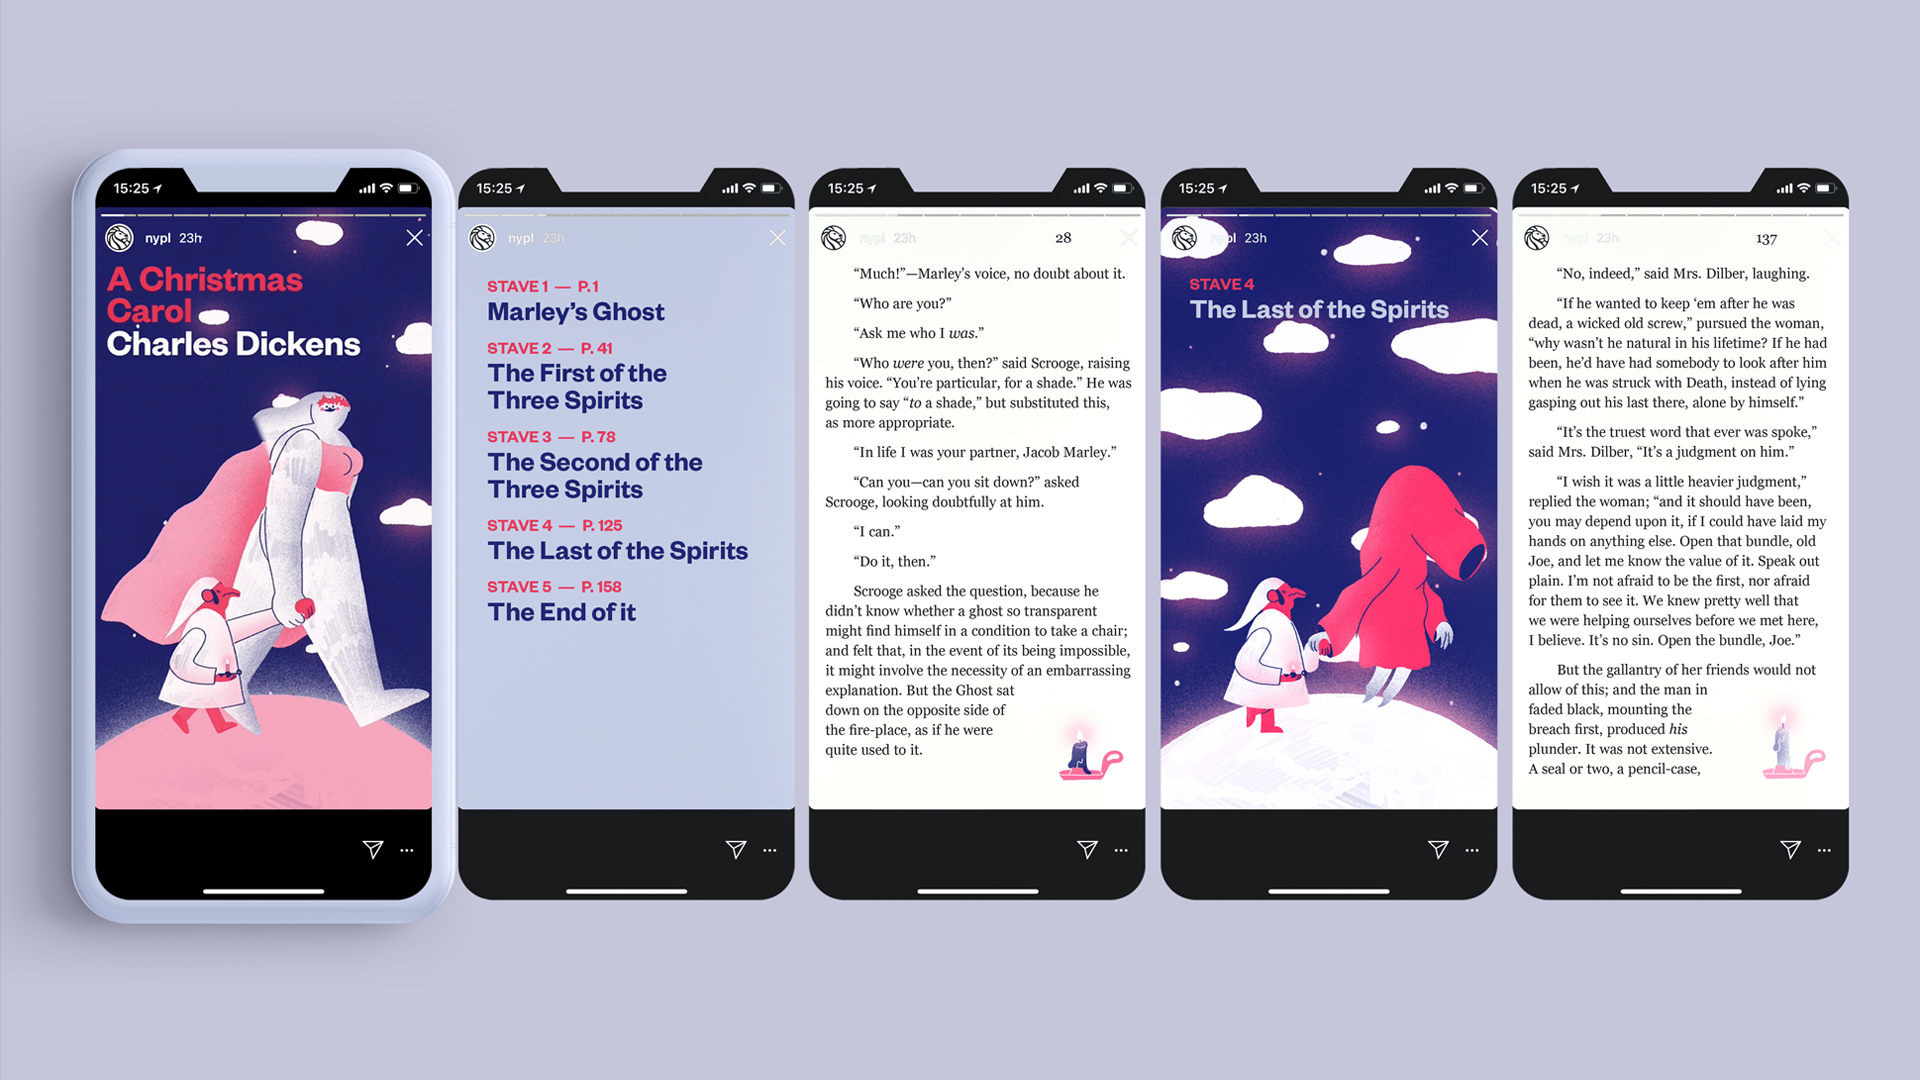 15:25
nypl 23h
A Christmas
Carol
Charles Dickens
15:25
nypl 23h
STAVE 1 — P. 1
Marley’s Ghost
STAVE 2 — P. 41
The First of the
Three Spirits
STAVE 3 — P. 78
The Second of the
Three Spirits
STAVE 4 — P. 125
The Last of the Spirits
STAVE 5 — P. 158
The End of it
15:25
nypl 23h
28
“Much!”—Marley’s voice, no doubt about it.
“Who are you?”
“Ask me who I was.”
“Who were you, then?” said Scrooge, raising
his voice. “You’re particular, for a shade.” He was
going to say “to a shade,” but substituted this,
as more appropriate.
“In life I was your partner, Jacob Marley.”
“Can you—can you sit down?” asked
Scrooge, looking doubtfully at him.
“I can.”
“Do it, then.”
Scrooge asked the question, because he
didn’t know whether a ghost so transparent
might find himself in a condition to take a chair;
and felt that, in the event of its being impossible,
it might involve the necessity of an embarrassing
explanation. But the Ghost sat
down on the opposite side of
the fire-place, as if he were
quite used to it.
15:25
nypl 23h
STAVE 4
The Last of the Spirits
15:25
nypl 23h
137
“No, indeed,” said Mrs. Dilber, laughing.
“If he wanted to keep ‘em after he was
dead, a wicked old screw,” pursued the woman,
“why wasn’t he natural in his lifetime? If he had
been, he’d have had somebody to look after him
when he was struck with Death, instead of lying
gasping out his last there, alone by himself.”
“It’s the truest word that ever was spoke,”
said Mrs. Dilber, “It’s a judgment on him.”
“I wish it was a little heavier judgment,”
replied the woman; “and it should have been,
you may depend upon it, if I could have laid my
hands on anything else. Open that bundle, old
Joe, and let me know the value of it. Speak out
plain. I’m not afraid to be the first, nor afraid
for them to see it. We knew pretty well that
we were helping ourselves before we met here,
I believe. It’s no sin. Open the bundle, Joe.”
But the gallantry of her friends would not
allow of this; and the man in
faded black, mounting the
breach first, produced his
plunder. It was not extensive.
A seal or two, a pencil-case,